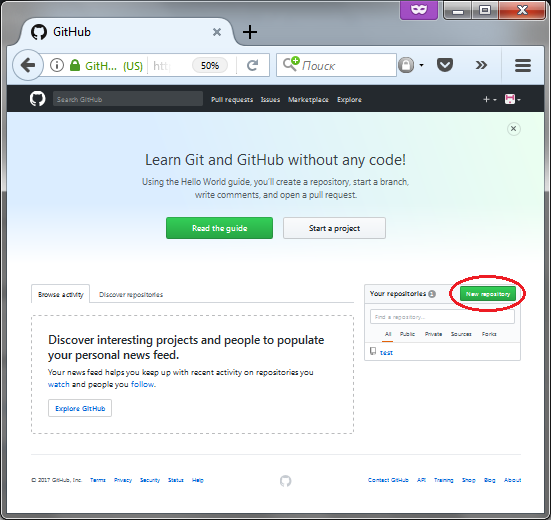 GitHub
GitH... (US)
htt
50%
Поиск
Search GitHub
Pull requests Issues Marketplace Explore
Learn Git and GitHub without any code!
Using the Hello World guide, you'll create a repository, start a branch,
write comments, and open a pull request.
Read the guide
Start a project
Browse activity
Discover repositories
Discover interesting projects and people to populate
your personal news feed.
Your news feed helps you keep up with recent activity on repositories you
watch and people you follow.
Explore GitHub
Your repositories 1
New repository
Find a repository...
All Public Private Sources Forks
test
© 2017 GitHub, Inc. Terms Privacy Security Status Help
Contact GitHub API Training Shop Blog About